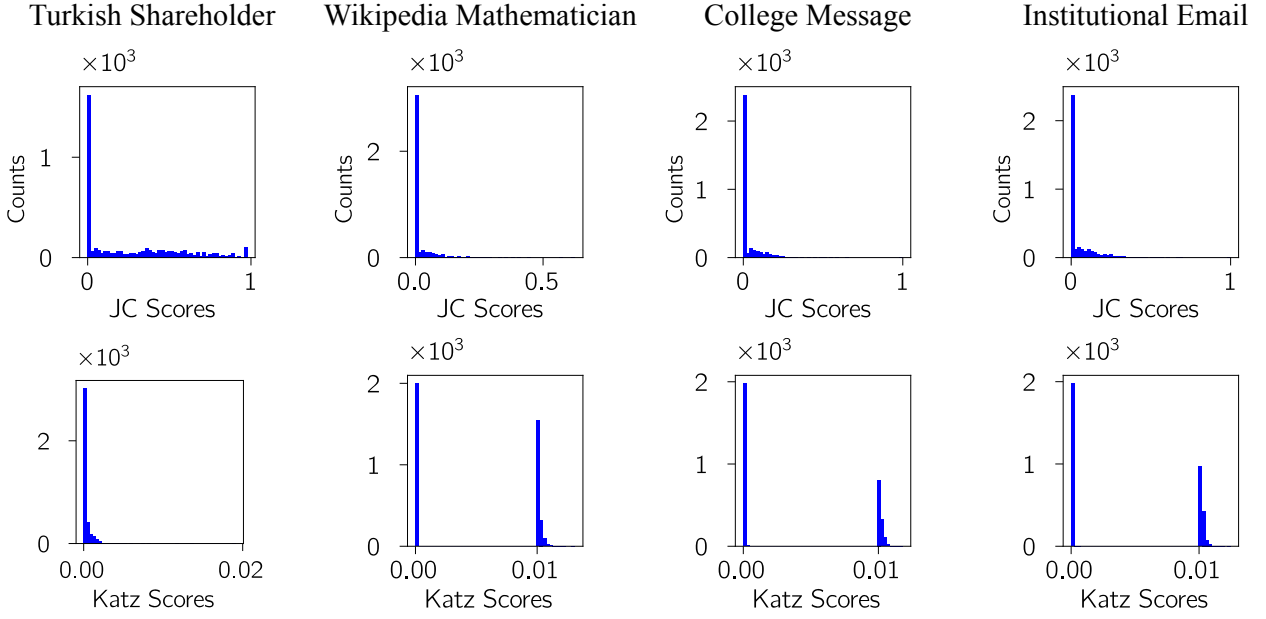 Turkish Shareholder
Wikipedia Mathematician
College Message
Institutional Email
×10³
Counts
1
0
0
1
JC Scores
×10³
Counts
2
0
0.0
0.5
JC Scores
×10³
Counts
2
1
0
0
1
JC Scores
×10³
Counts
2
1
0
0
1
JC Scores
×10³
2
0
0.00
0.02
Katz Scores
×10³
2
1
0
0.00
0.01
Katz Scores
×10³
2
1
0
0.00
0.01
Katz Scores
×10³
2
1
0
0.00
0.01
Katz Scores